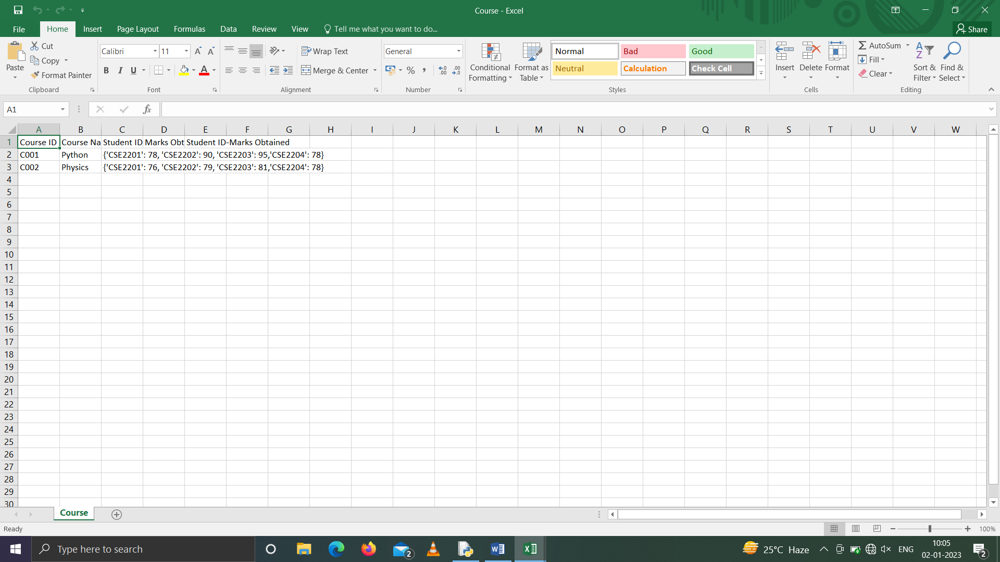 Course - Excel
File Home Insert Page Layout Formulas Data Review View Tell me what you want to do... Share
Paste Cut Copy Format Painter Clipboard
Calibri 11 A A B I U A Font
Wrap Text Merge & Center Alignment
General % , .00 .0 Number
Conditional Formatting Format as Table Normal Bad Good Neutral Calculation Check Cell Styles
Insert Delete Format Cells
AutoSum Fill Clear Sort & Filter Find & Select Editing
A1 fx
A B C D E F G H I J K L M N O P Q R S T U V W
1 Course ID Course Na Student ID Marks Obt Student ID-Marks Obtained
2 C001 Python {'CSE2201': 78, 'CSE2202': 90, 'CSE2203': 95,'CSE2204': 78}
3 C002 Physics {'CSE2201': 76, 'CSE2202': 79, 'CSE2203': 81,'CSE2204': 78}
4
5
6
7
8
9
10
11
12
13
14
15
16
17
18
19
20
21
22
23
24
25
26
27
28
29
30
Course
Ready 100%
Type here to search 2 25°C Haze ENG 10:05 02-01-2023 2